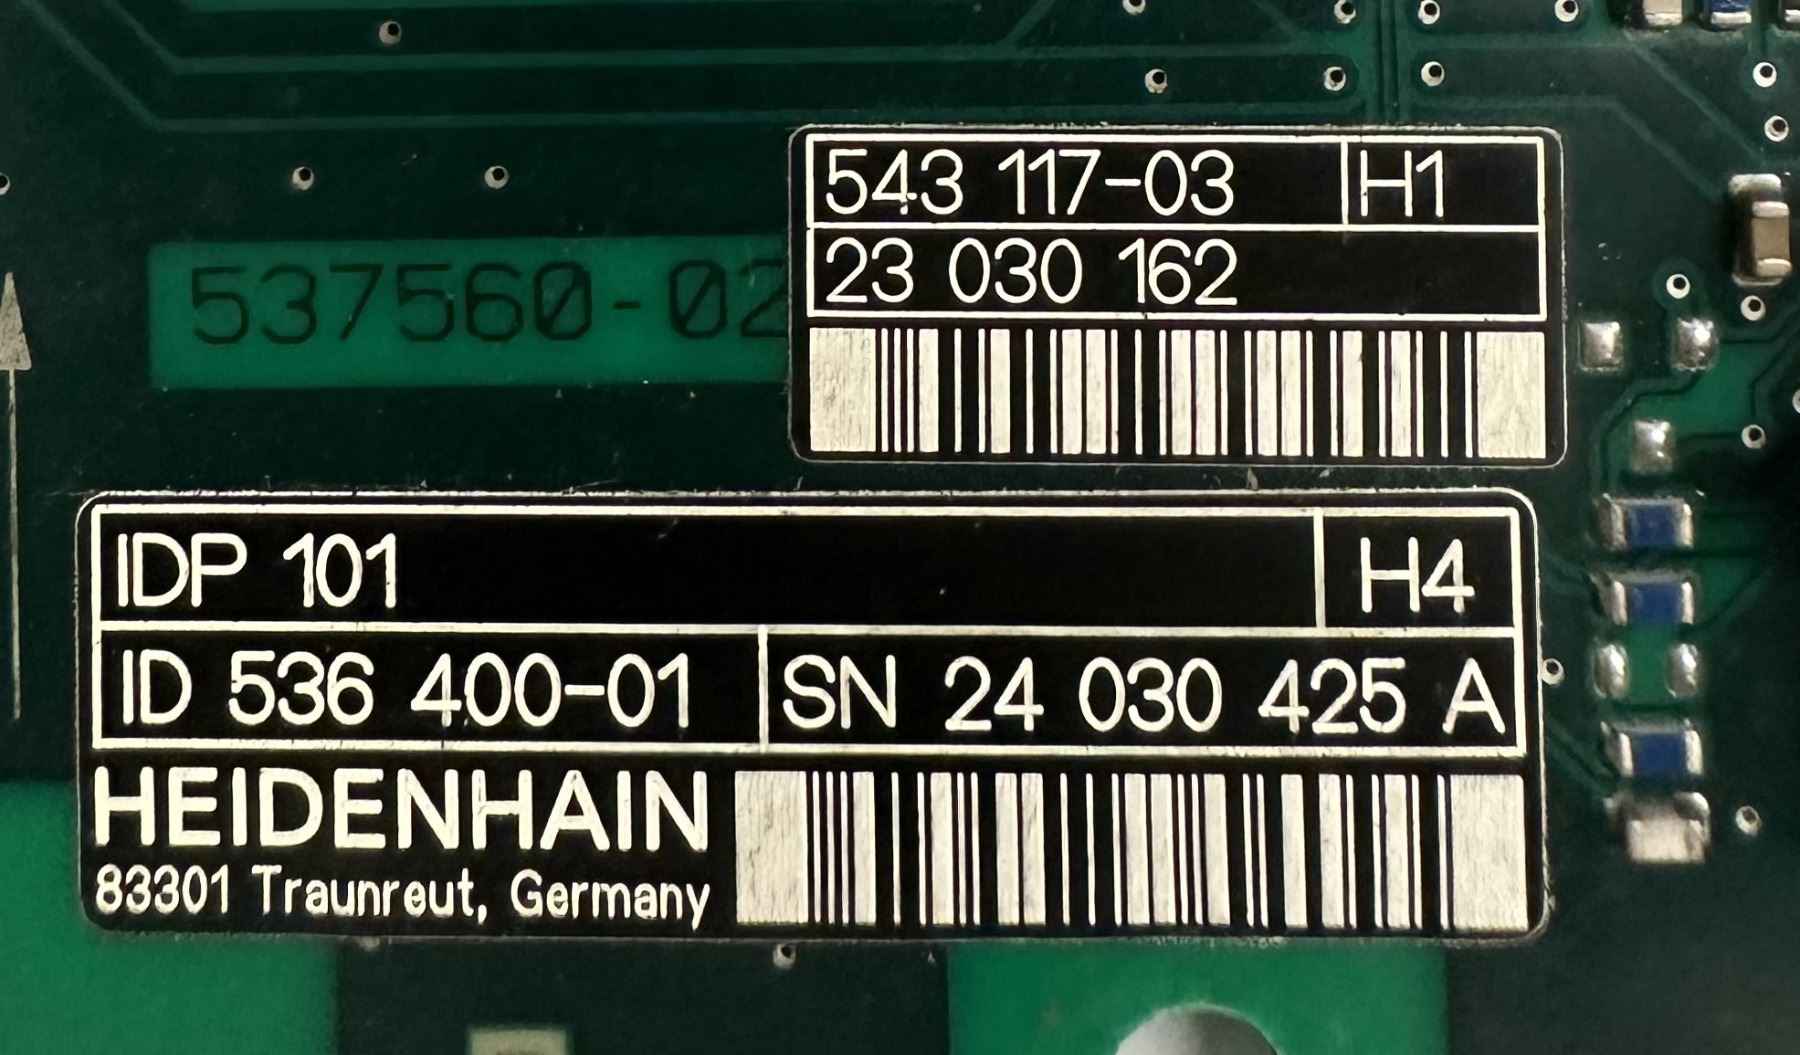 543 117-03 H1
23 030 162
537560-02
IDP 101 H4
ID 536 400-01 SN 24 030 425 A
HEIDENHAIN
83301 Traunreut, Germany